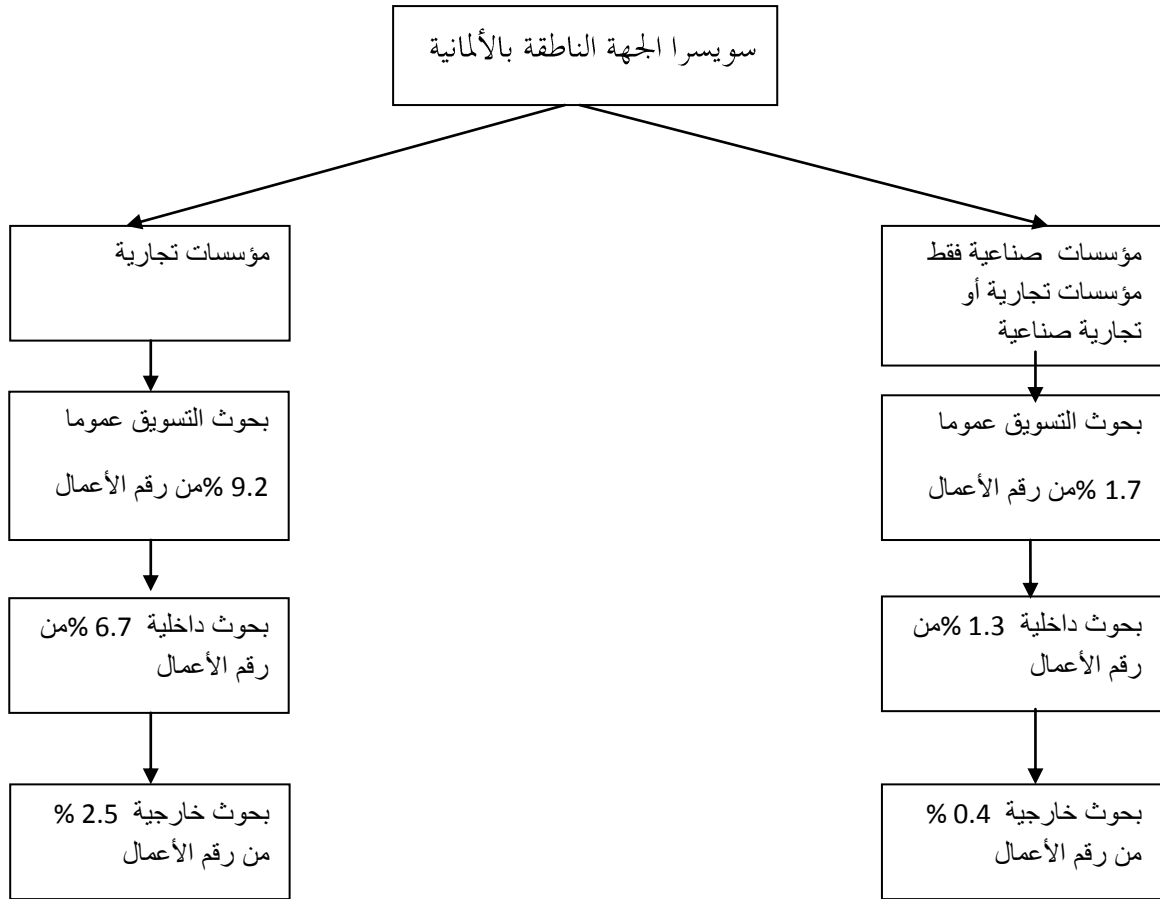 سويسرا الجهة الناطقة بالألمانية
مؤسسات صناعية فقط
مؤسسات تجارية أو
تجارية صناعية
مؤسسات تجارية
بحوث التسويق عموما
1.7 %من رقم الأعمال
بحوث التسويق عموما
9.2 %من رقم الأعمال
بحوث داخلية 1.3 %من
رقم الأعمال
بحوث داخلية 6.7 %من
رقم الأعمال
بحوث خارجية 0.4 %
من رقم الأعمال
بحوث خارجية 2.5 %
من رقم الأعمال